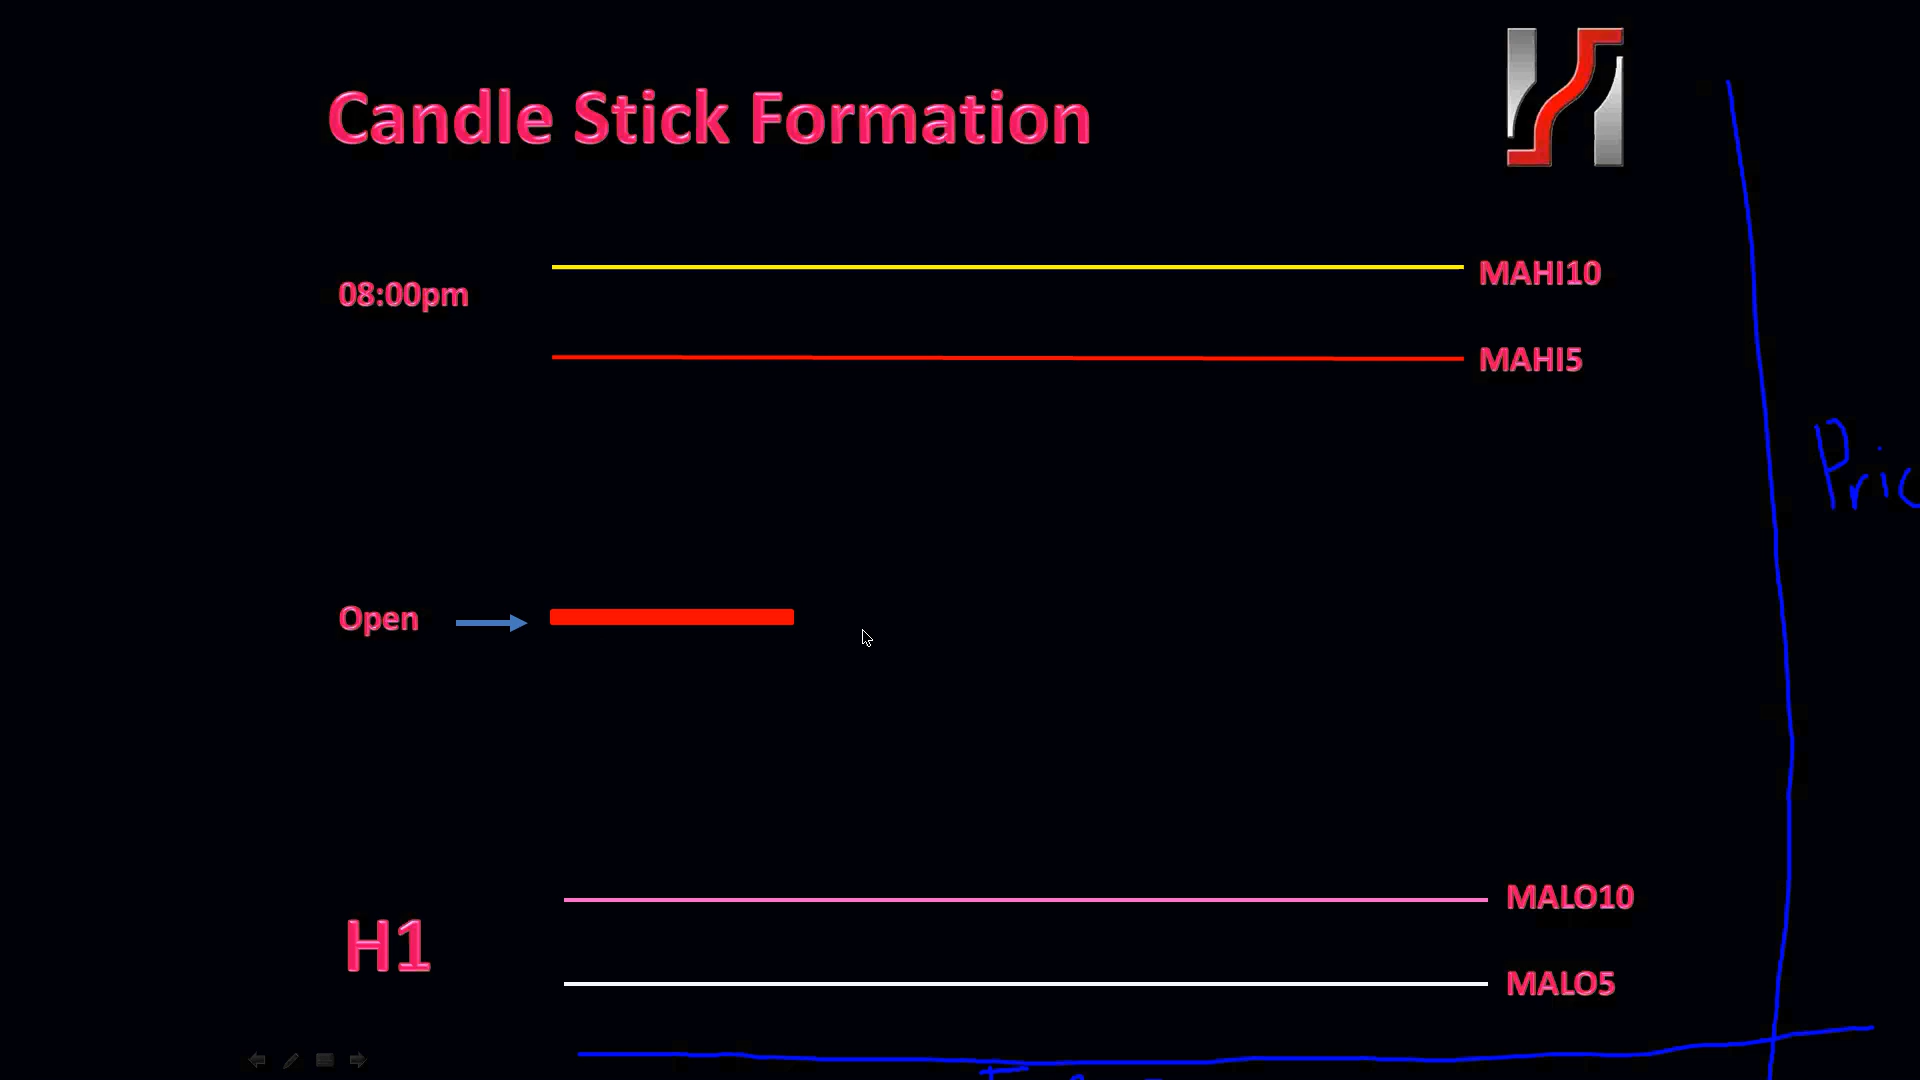 Candle Stick Formation
08:00pm
MAHI10
MAHI5
Open
MALO10
H1
MALO5